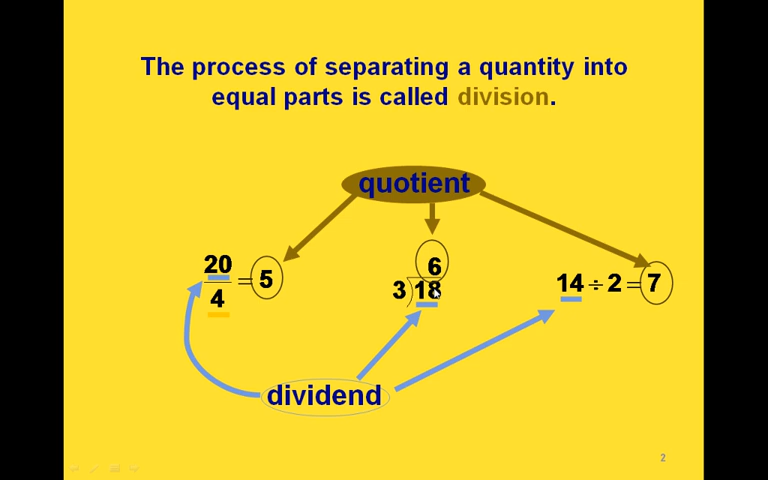 The process of separating a quantity into
equal parts is called division.
quotient
20
4
= 5
6
3)18
14 ÷ 2 = 7
dividend
2